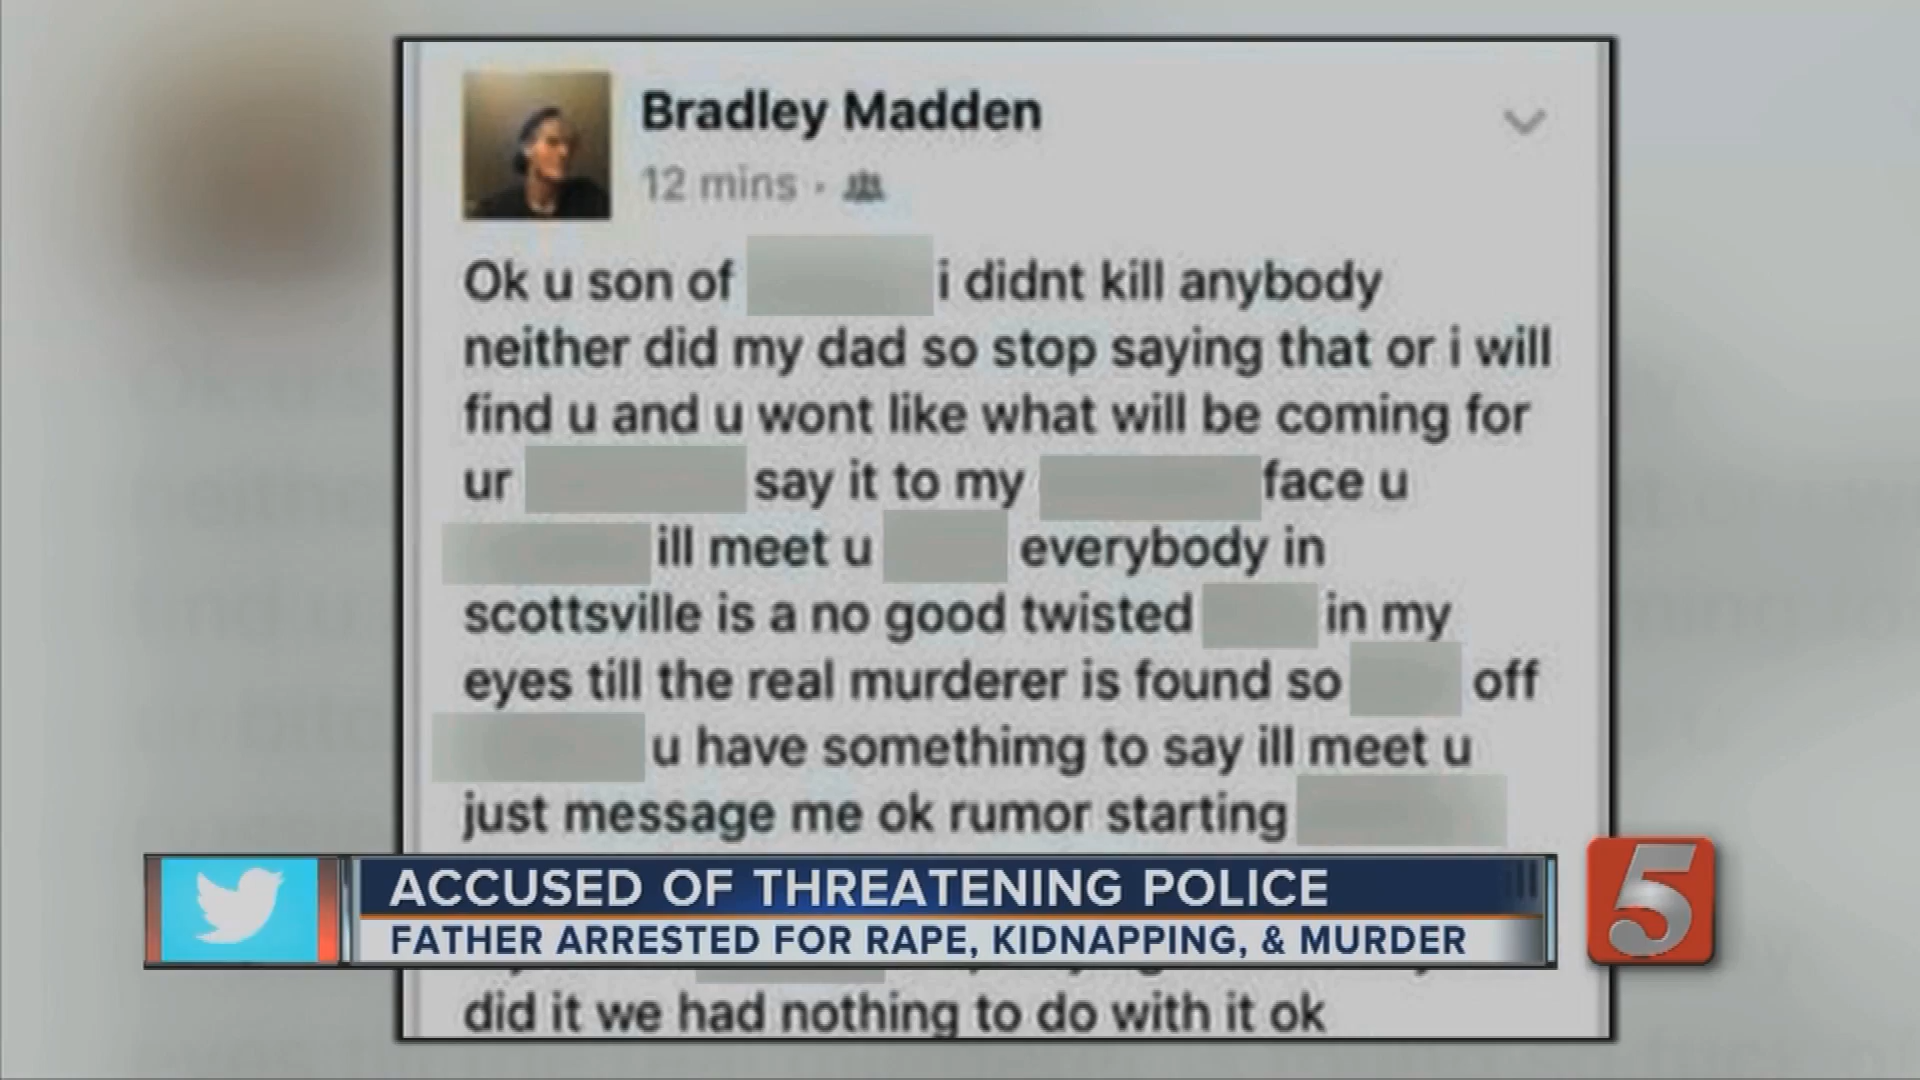 Bradley Madden
12 mins ·
Ok u son of i didnt kill anybody
neither did my dad so stop saying that or i will
find u and u wont like what will be coming for
ur say it to my face u
ill meet u everybody in
scottsville is a no good twisted in my
eyes till the real murderer is found so off
u have somethimg to say ill meet u
just message me ok rumor starting
ACCUSED OF THREATENING POLICE
FATHER ARRESTED FOR RAPE, KIDNAPPING, & MURDER
5
did it we had nothing to do with it ok